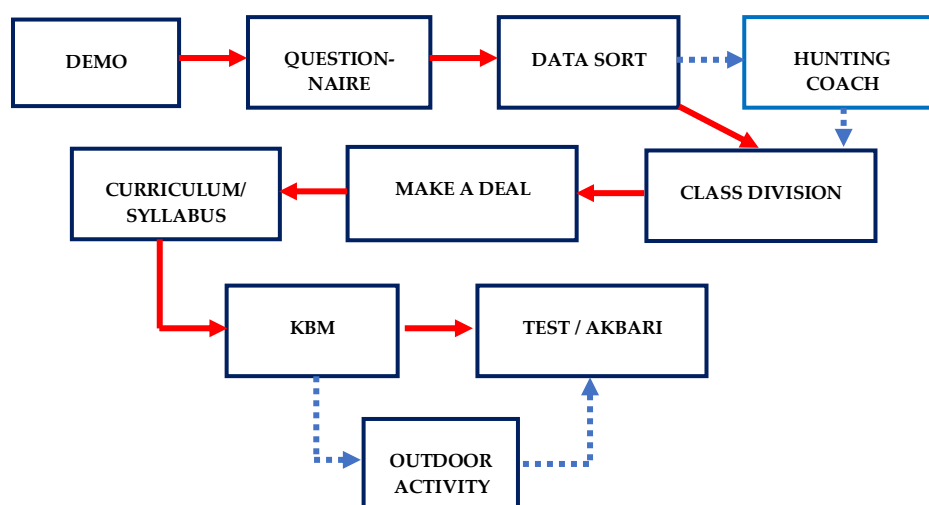 DEMO
QUESTION-
NAIRE
DATA SORT
HUNTING
COACH
CURRICULUM/
SYLLABUS
MAKE A DEAL
CLASS DIVISION
KBM
TEST / AKBARI
OUTDOOR
ACTIVITY